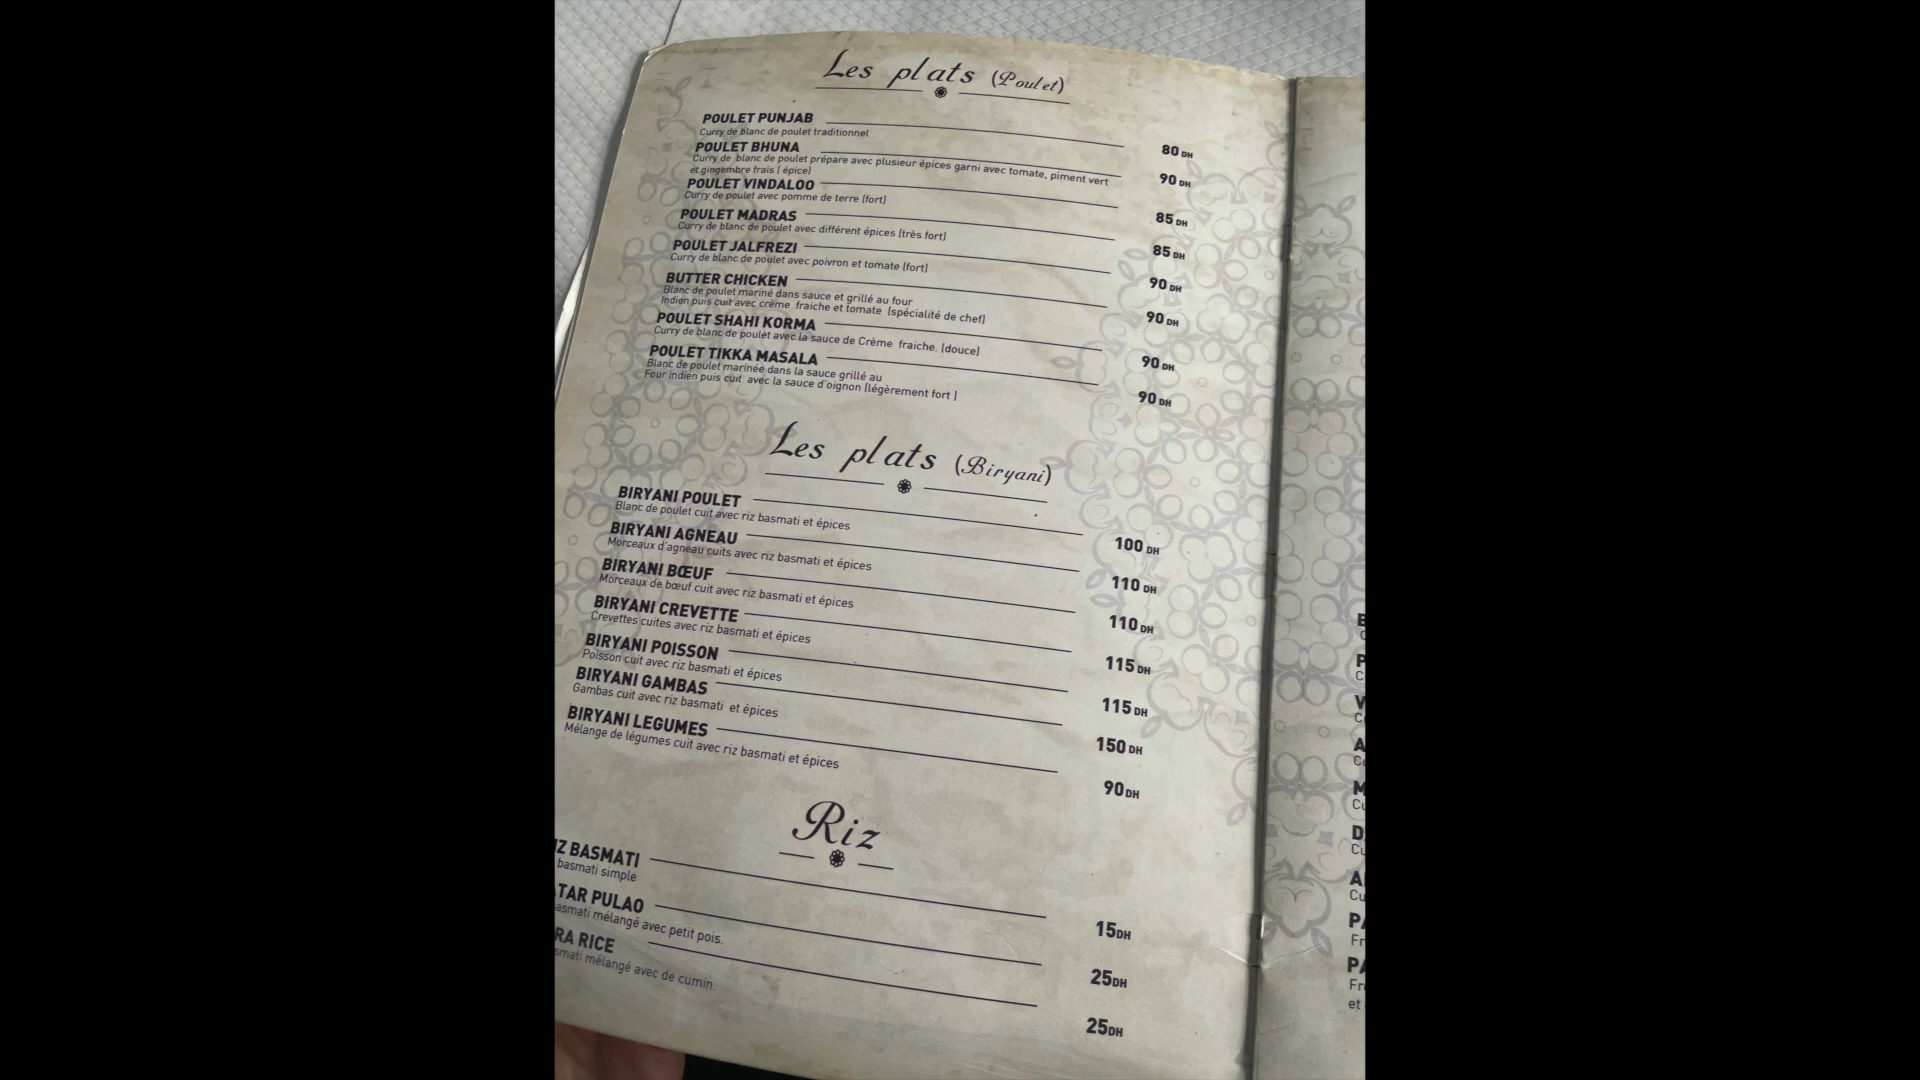 Les plats (Poulet)
POULET PUNJAB
Curry de blanc de poulet traditionnel
80 DH
POULET BHUNA
Curry de blanc de poulet prépare avec plusieur épices garni avec tomate, piment vert
et gingembre frais ( épice)
90 DH
POULET VINDALOO
Curry de poulet avec pomme de terre (fort)
85 DH
POULET MADRAS
Curry de blanc de poulet avec différent épices (très fort)
85 DH
POULET JALFREZI
Curry de blanc de poulet avec poivron et tomate (fort)
90 DH
BUTTER CHICKEN
Blanc de poulet mariné dans sauce et grillé au four
Indien puis cuit avec crème fraiche et tomate (spécialité de chef)
90 DH
POULET SHAHI KORMA
Curry de blanc de poulet avec la sauce de Crème fraiche. (douce)
90 DH
POULET TIKKA MASALA
Blanc de poulet marinée dans la sauce grillé au
Four indien puis cuit avec la sauce d'oignon (légèrement fort )
90 DH
Les plats (Biryani)
BIRYANI POULET
Blanc de poulet cuit avec riz basmati et épices
100 DH
BIRYANI AGNEAU
Morceaux d'agneau cuits avec riz basmati et épices
110 DH
BIRYANI BŒUF
Morceaux de bœuf cuit avec riz basmati et épices
110 DH
BIRYANI CREVETTE
Crevettes cuites avec riz basmati et épices
115 DH
BIRYANI POISSON
Poisson cuit avec riz basmati et épices
115 DH
BIRYANI GAMBAS
Gambas cuit avec riz basmati et épices
150 DH
BIRYANI LEGUMES
Mélange de légumes cuit avec riz basmati et épices
90 DH
Riz
BASMATI
basmati simple
15 DH
PULAO
mélangé avec petit pois.
25 DH
RICE
mélangé avec de cumin.
25 DH